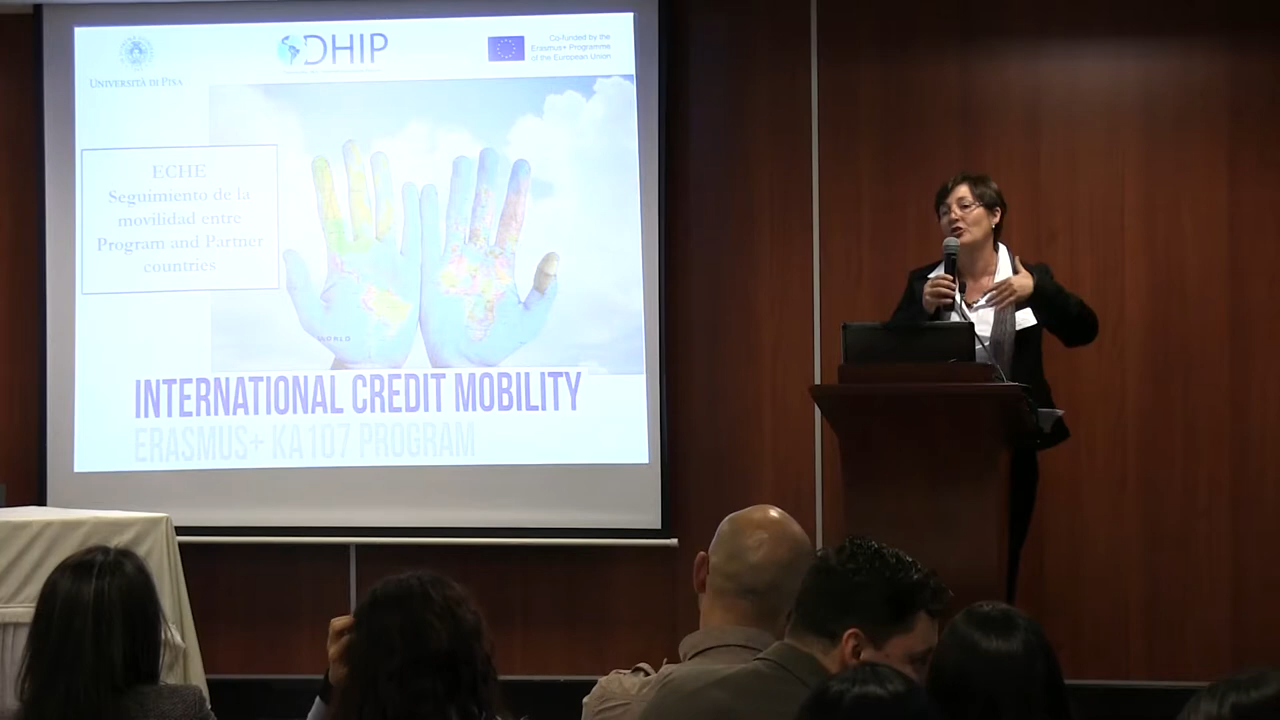 UNIVERSITÀ DI PISA
DHIP
Co-funded by the
Erasmus+ Programme
of the European Union
ECHE
Seguimiento de la
movilidad entre
Program and Partner
countries
WORLD
INTERNATIONAL CREDIT MOBILITY
ERASMUS+ KA107 PROGRAM